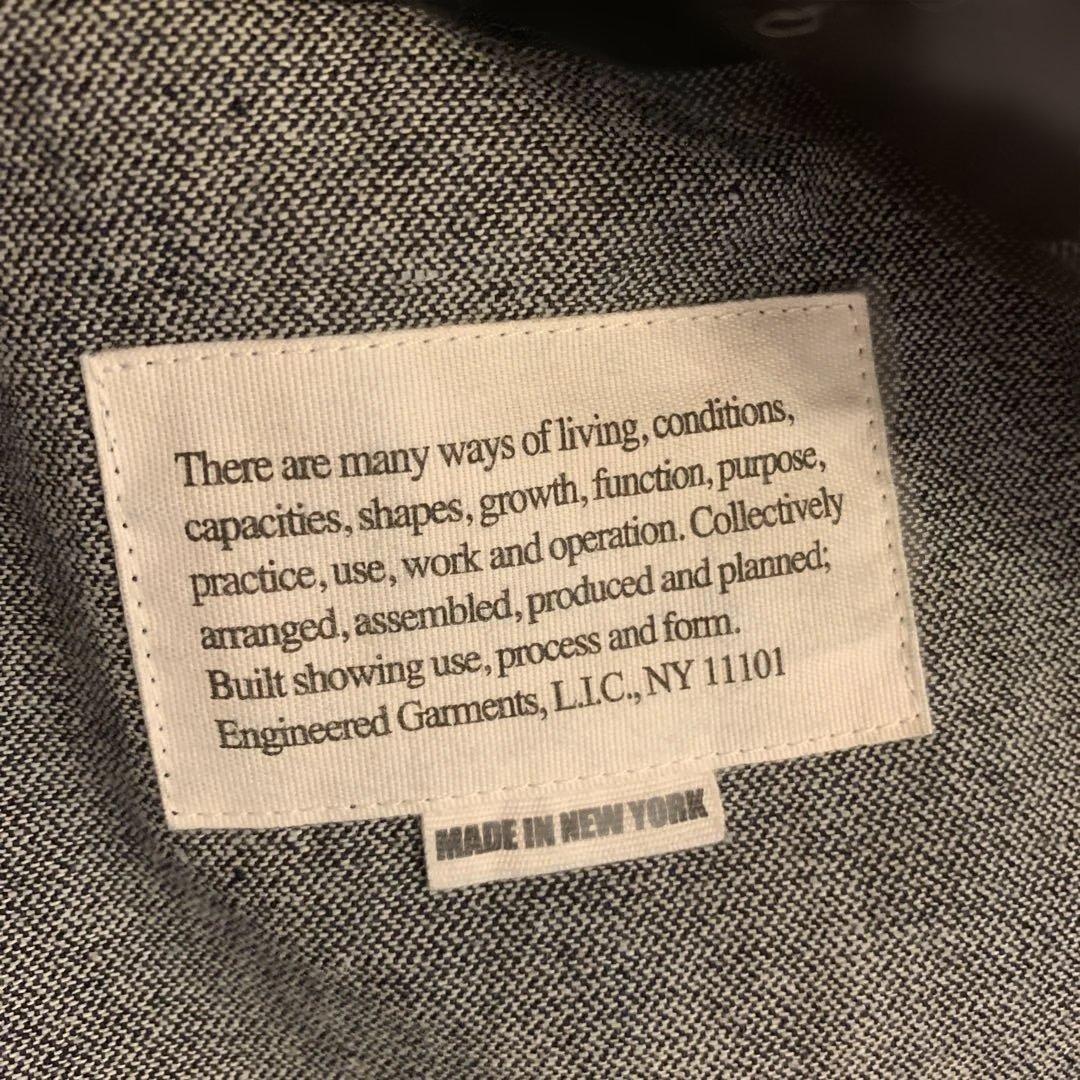 There are many ways of living, conditions,
capacities, shapes, growth, function, purpose,
practice, use, work and operation. Collectively
arranged, assembled, produced and planned;
Built showing use, process and form.
Engineered Garments, L.I.C., NY 11101
MADE IN NEW YORK